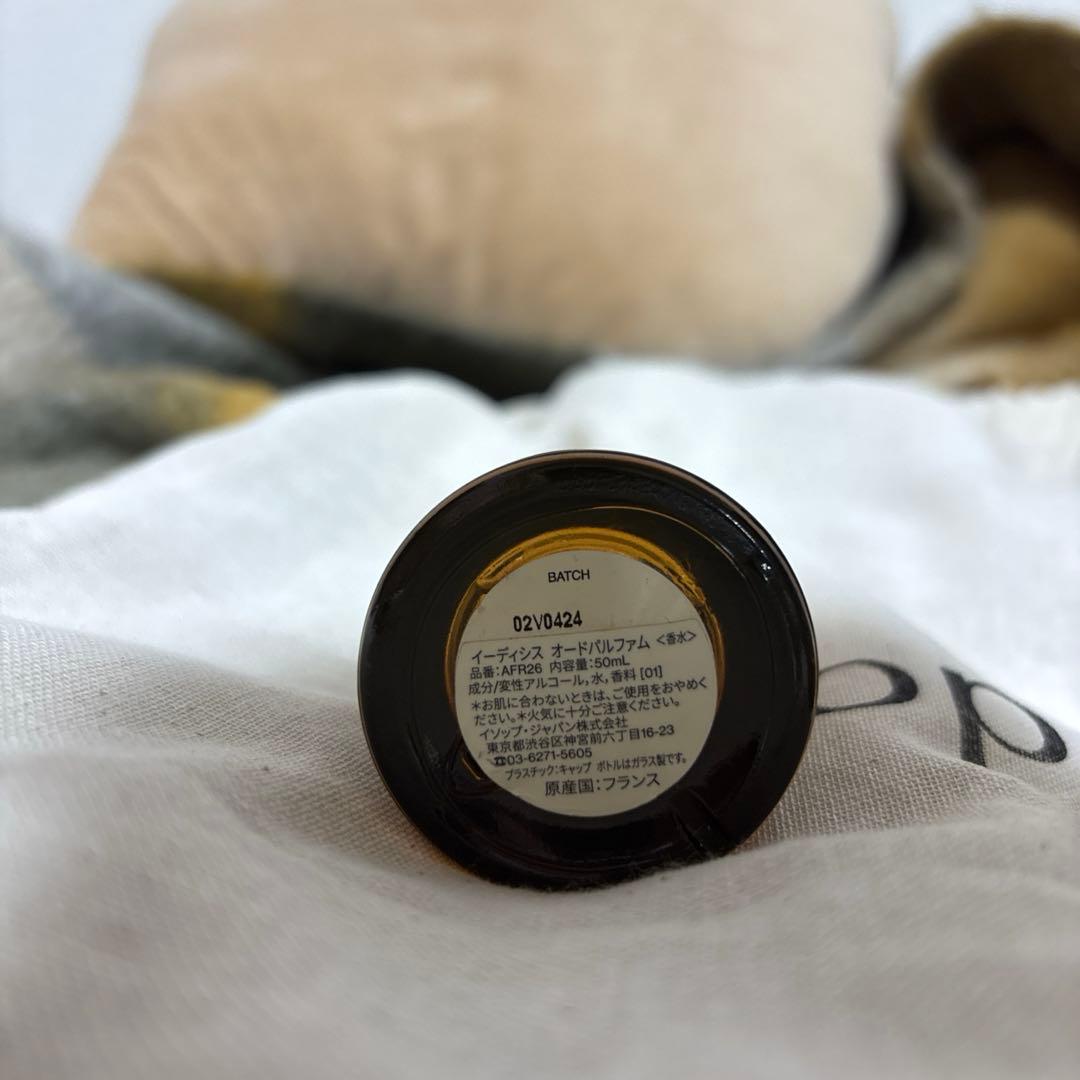 BATCH
02V0424
イーディシス オードパルファム <香水>
品番:AFR26 内容量:50mL
成分/変性アルコール, 水, 香料 [01]
*お肌に合わないときは、ご使用をおやめく
ださい。*火気に十分ご注意ください。
イソップ・ジャパン株式会社
東京都渋谷区神宮前六丁目16-23
☎03-6271-5605
プラスチック:キャップ ボトルはガラス製です。
原産国:フランス